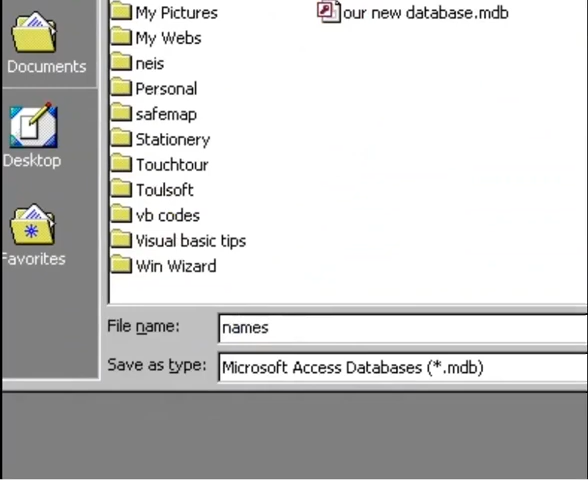 My Pictures our new database.mdb
My Webs
Documents
neis
Personal
safemap
Stationery
Desktop
Touchtour
Toulsoft
vb codes
Visual basic tips
Favorites
Win Wizard
File name: names
Save as type: Microsoft Access Databases (*.mdb)